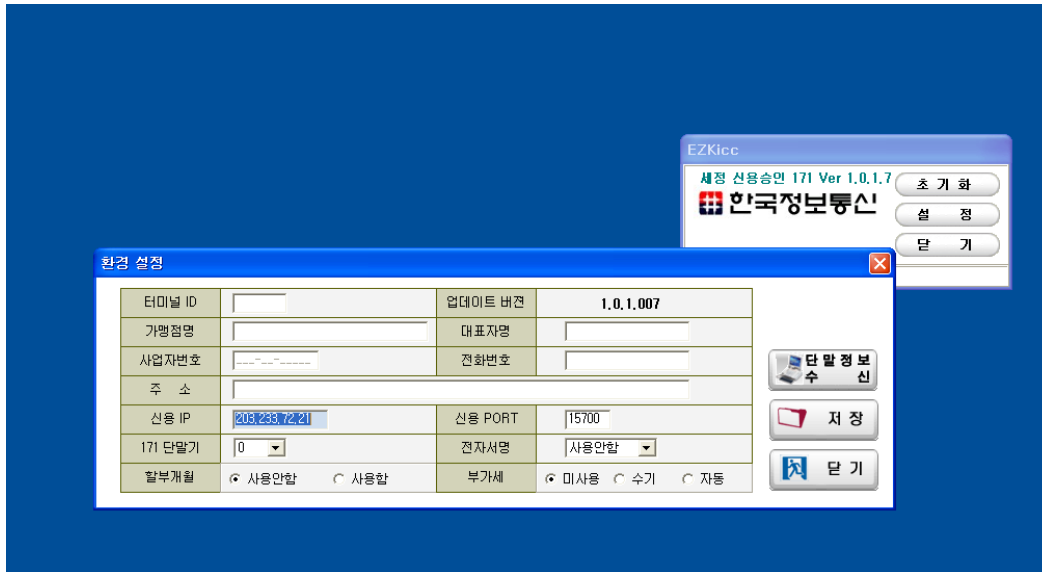 EZKicc
세정 신용승인 171 Ver 1.0.1.7
한국정보통신
초 기 화
설 정
닫 기
환경 설정
터미널 ID
업데이트 버젼 1.0.1.007
가맹점명
대표자명
사업자번호 ___-__-_____
전화번호
주 소
신용 IP 203.233.72.21
신용 PORT 15700
171 단말기 0
전자서명 사용안함
할부개월 사용안함 사용함
부가세 미사용 수기 자동
단말정보
수 신
저 장
닫 기